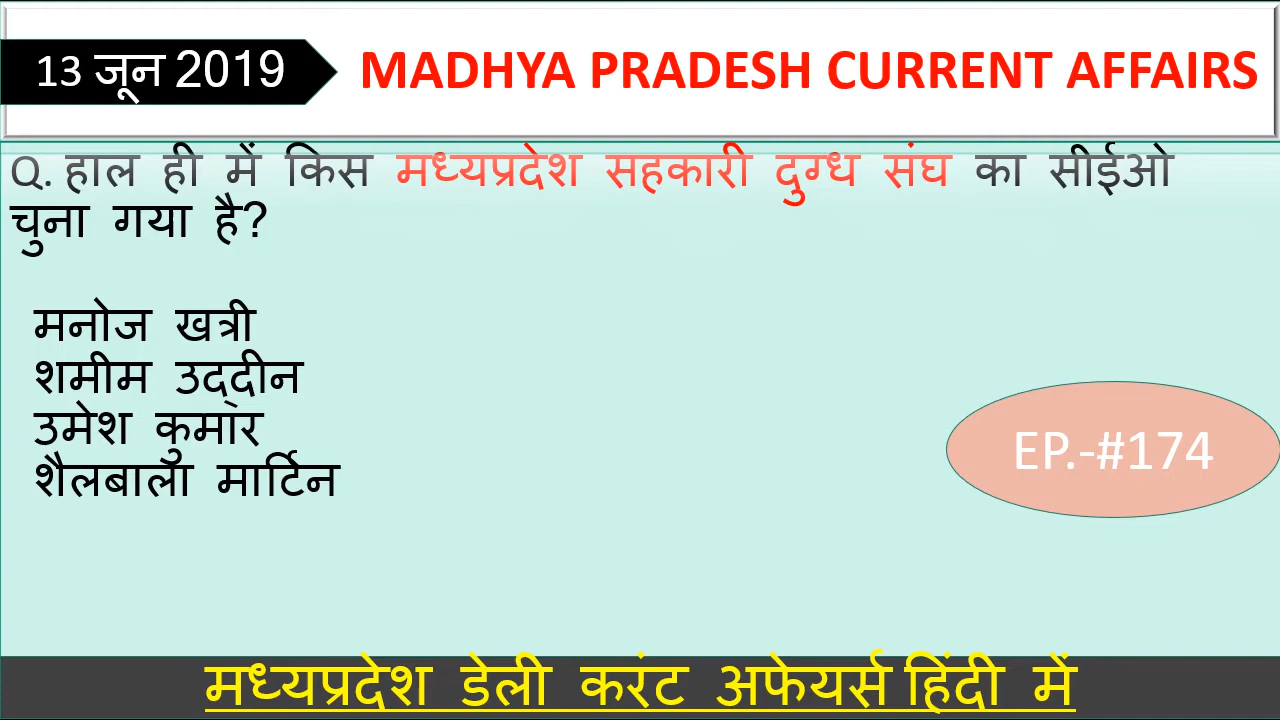 13 जून 2019
MADHYA PRADESH CURRENT AFFAIRS
Q. हाल ही में किस मध्यप्रदेश सहकारी दुग्ध संघ का सीईओ
चुना गया है?
मनोज खत्री
शमीम उद्दीन
उमेश कुमार
शैलबाला मार्टिन
EP.-#174
मध्यप्रदेश डेली करंट अफेयर्स हिंदी में